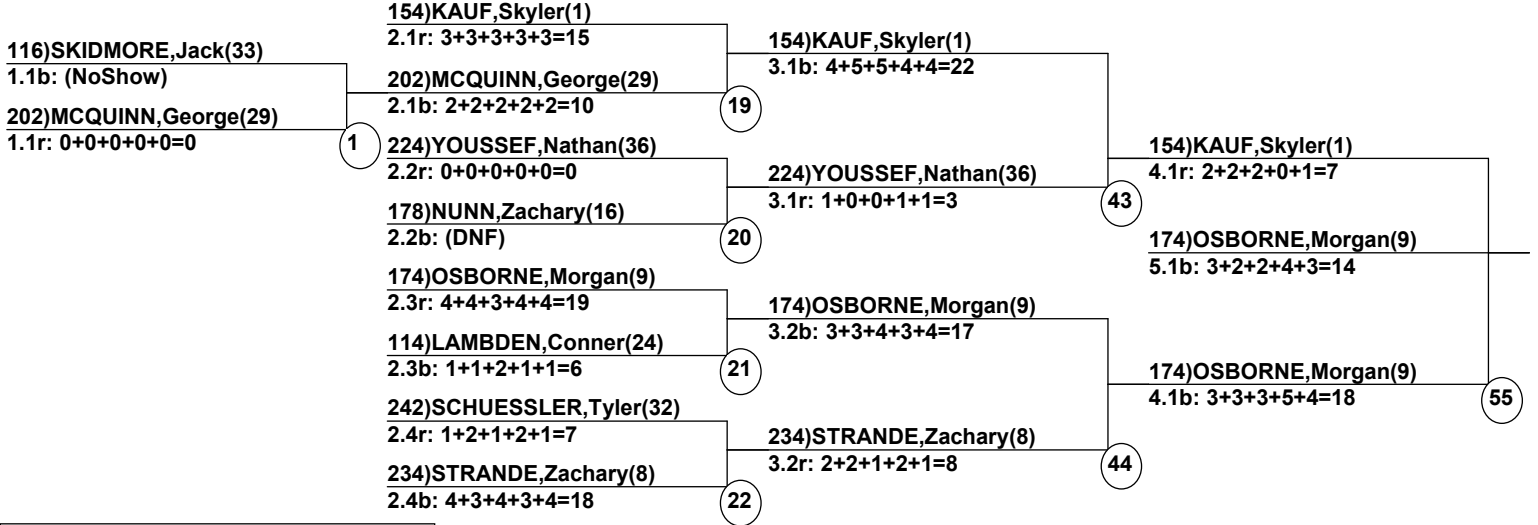 116)SKIDMORE,Jack(33)
1.1b: (NoShow)
202)MCQUINN,George(29)
1.1r: 0+0+0+0+0=0
1
154)KAUF,Skyler(1)
2.1r: 3+3+3+3+3=15
202)MCQUINN,George(29)
2.1b: 2+2+2+2+2=10
19
224)YOUSSEF,Nathan(36)
2.2r: 0+0+0+0+0=0
178)NUNN,Zachary(16)
2.2b: (DNF)
20
174)OSBORNE,Morgan(9)
2.3r: 4+4+3+4+4=19
114)LAMBDEN,Conner(24)
2.3b: 1+1+2+1+1=6
21
242)SCHUESSLER,Tyler(32)
2.4r: 1+2+1+2+1=7
234)STRANDE,Zachary(8)
2.4b: 4+3+4+3+4=18
22
154)KAUF,Skyler(1)
3.1b: 4+5+5+4+4=22
224)YOUSSEF,Nathan(36)
3.1r: 1+0+0+1+1=3
43
174)OSBORNE,Morgan(9)
3.2b: 3+3+4+3+4=17
234)STRANDE,Zachary(8)
3.2r: 2+2+1+2+1=8
44
154)KAUF,Skyler(1)
4.1r: 2+2+2+0+1=7
174)OSBORNE,Morgan(9)
5.1b: 3+2+2+4+3=14
174)OSBORNE,Morgan(9)
4.1b: 3+3+3+5+4=18
55